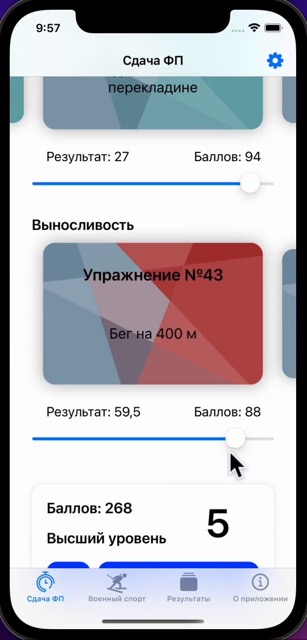 9:57
Сдача ФП
перекладине
Результат: 27 Баллов: 94
Выносливость
Упражнение №43
Бег на 400 м
Результат: 59,5 Баллов: 88
Баллов: 268
5
Высший уровень
Сдача ФП Военный спорт Результаты О приложении